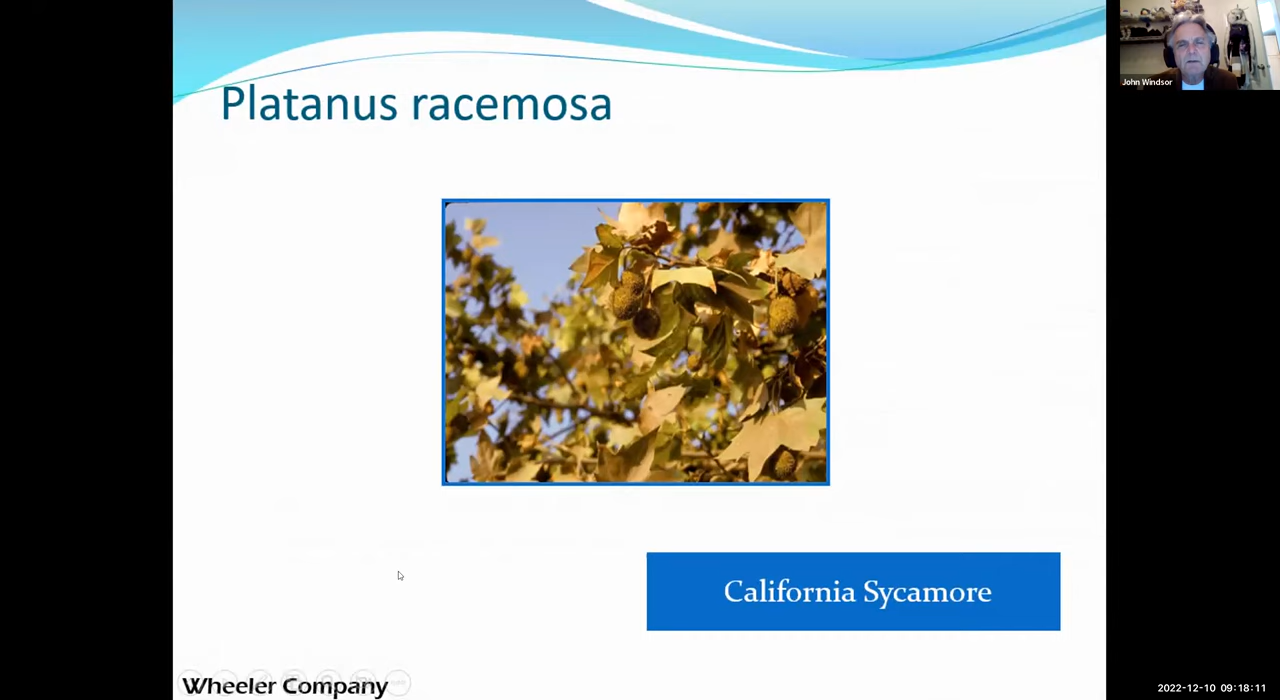 Platanus racemosa
John Windsor
California Sycamore
Wheeler Company
2022-12-10 09:18:11